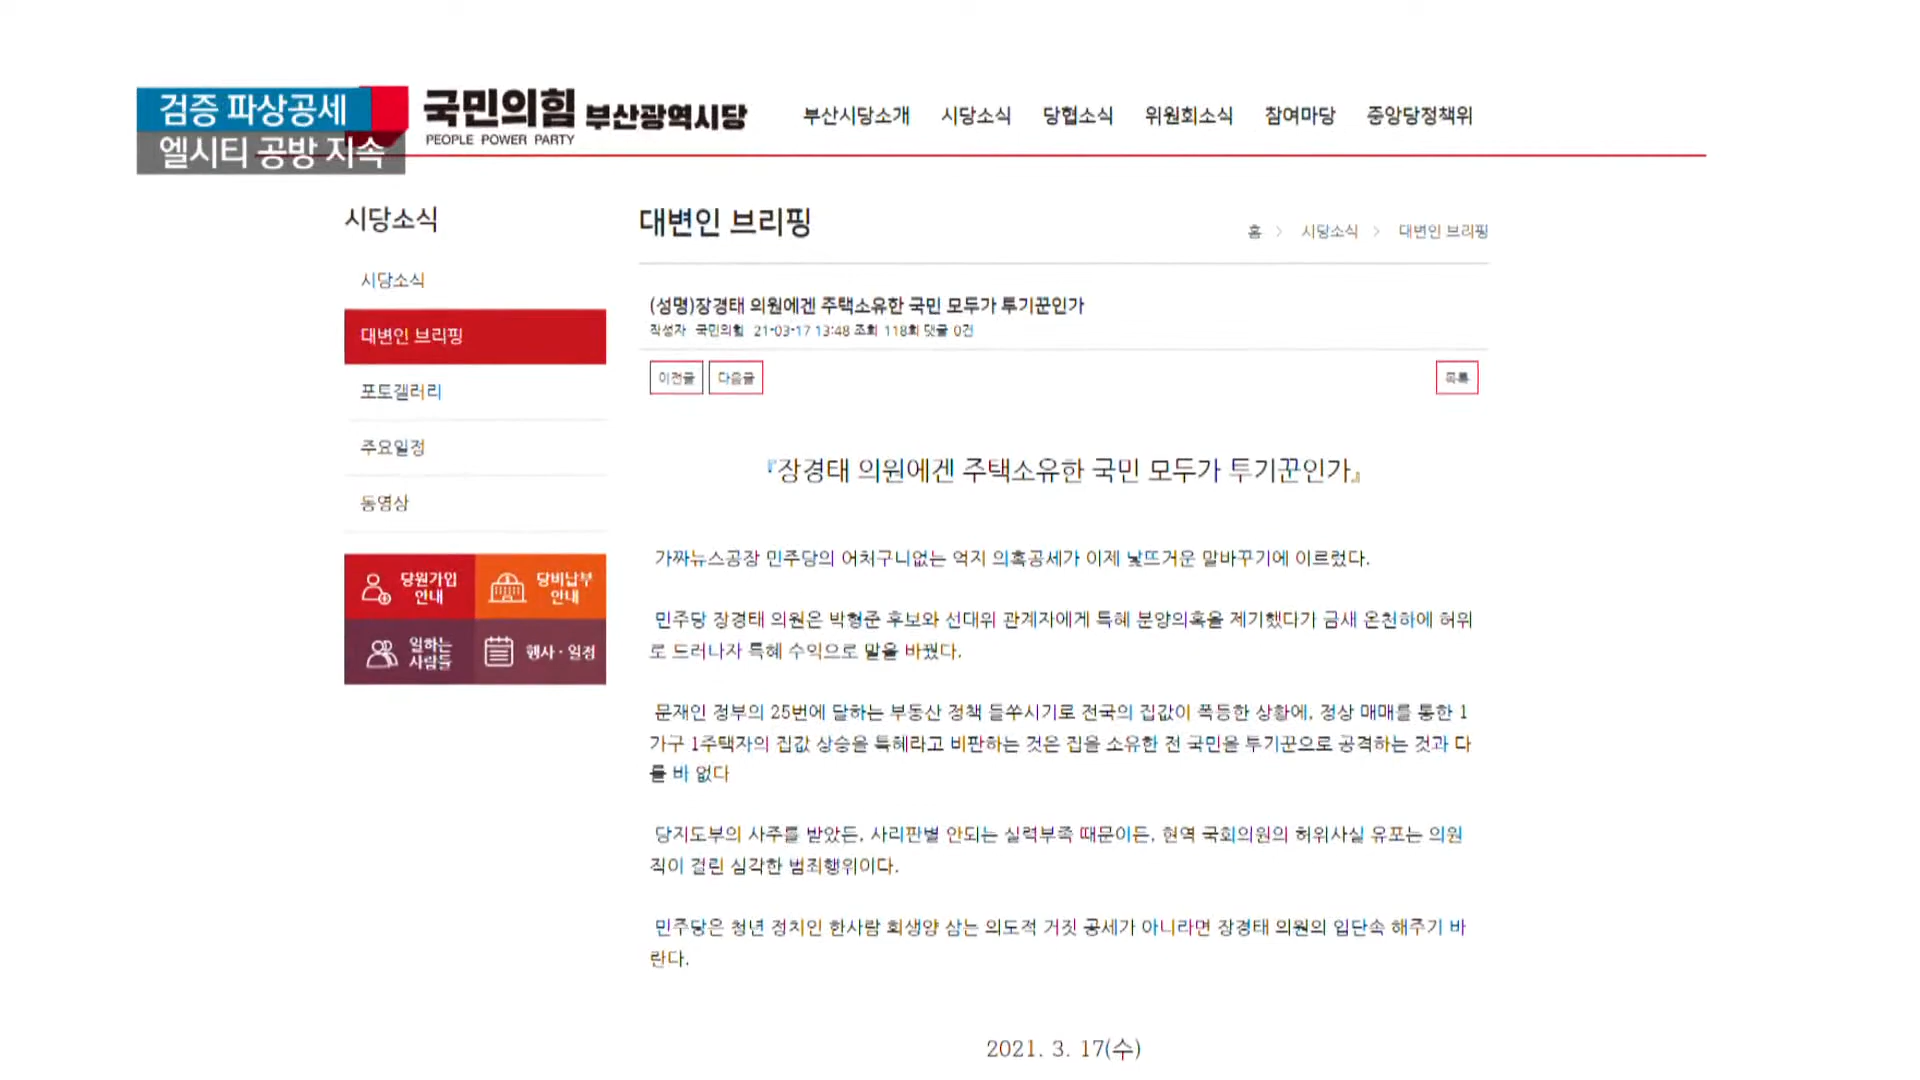 검증 파상공세
엘시티 공방 지속
국민의힘 부산광역시당
PEOPLE POWER PARTY
부산시당소개 시당소식 당협소식 위원회소식 참여마당 중앙당정책위
시당소식
시당소식
대변인 브리핑
포토갤러리
주요일정
동영상
당원가입
안내
당비납부
안내
일하는
사람들
행사·일정
대변인 브리핑
홈 > 시당소식 > 대변인 브리핑
(성명)장경태 의원에겐 주택소유한 국민 모두가 투기꾼인가
작성자 국민의힘 21-03-17 13:48 조회 118회 댓글 0건
이전글 다음글 목록
『장경태 의원에겐 주택소유한 국민 모두가 투기꾼인가』
가짜뉴스공장 민주당의 어처구니없는 억지 의혹공세가 이제 낯뜨거운 말바꾸기에 이르렀다.
민주당 장경태 의원은 박형준 후보와 선대위 관계자에게 특혜 분양의혹을 제기했다가 금새 온천하에 허위
로 드러나자 특혜 수익으로 말을 바꿨다.
문재인 정부의 25번에 달하는 부동산 정책 들쑤시기로 전국의 집값이 폭등한 상황에, 정상 매매를 통한 1
가구 1주택자의 집값 상승을 특혜라고 비판하는 것은 집을 소유한 전 국민을 투기꾼으로 공격하는 것과 다
를 바 없다
당지도부의 사주를 받았든, 사리판별 안되는 실력부족 때문이든, 현역 국회의원의 허위사실 유포는 의원
직이 걸린 심각한 범죄행위이다.
민주당은 청년 정치인 한사람 희생양 삼는 의도적 거짓 공세가 아니라면 장경태 의원의 입단속 해주기 바
란다.
2021. 3. 17(수)